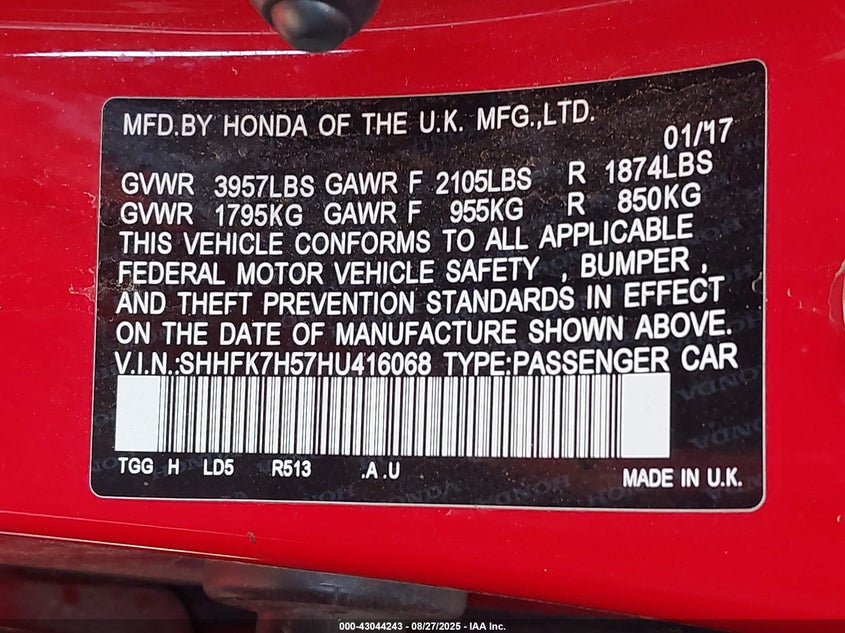 MFD.BY HONDA OF THE U.K. MFG.,LTD.
01/17
GVWR 3957LBS GAWR F 2105LBS R 1874LBS
GVWR 1795KG GAWR F 955KG R 850KG
THIS VEHICLE CONFORMS TO ALL APPLICABLE
FEDERAL MOTOR VEHICLE SAFETY , BUMPER ,
AND THEFT PREVENTION STANDARDS IN EFFECT
ON THE DATE OF MANUFACTURE SHOWN ABOVE.
V.I.N.:SHHFK7H57HU416068 TYPE:PASSENGER CAR
TGG H LD5 R513 .A .U
MADE IN U.K.
000-43044243 - 08/27/2025 - IAA Inc.